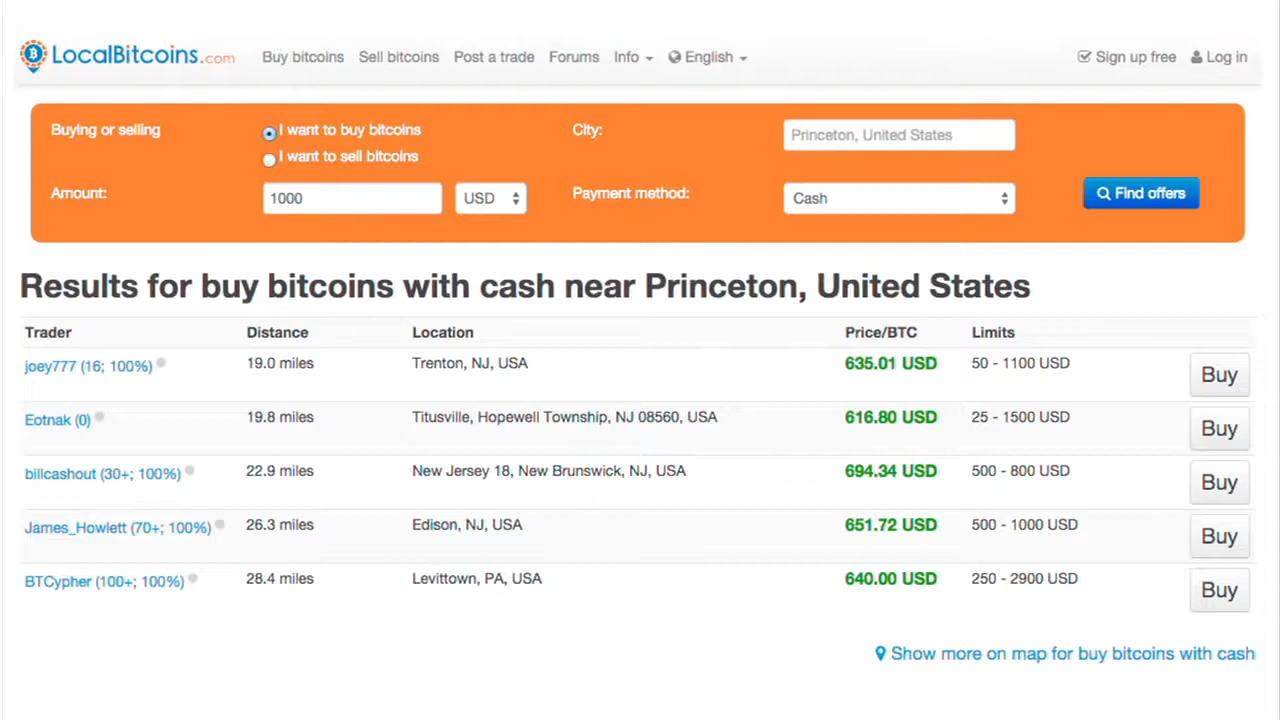 LocalBitcoins.com Buy bitcoins Sell bitcoins Post a trade Forums Info English Sign up free Log in
Buying or selling I want to buy bitcoins City: Princeton, United States
I want to sell bitcoins
Amount: 1000 USD Payment method: Cash Find offers
Results for buy bitcoins with cash near Princeton, United States
Trader Distance Location Price/BTC Limits
joey777 (16; 100%) 19.0 miles Trenton, NJ, USA 635.01 USD 50 - 1100 USD Buy
Eotnak (0) 19.8 miles Titusville, Hopewell Township, NJ 08560, USA 616.80 USD 25 - 1500 USD Buy
billcashout (30+; 100%) 22.9 miles New Jersey 18, New Brunswick, NJ, USA 694.34 USD 500 - 800 USD Buy
James_Howlett (70+; 100%) 26.3 miles Edison, NJ, USA 651.72 USD 500 - 1000 USD Buy
BTCypher (100+; 100%) 28.4 miles Levittown, PA, USA 640.00 USD 250 - 2900 USD Buy
Show more on map for buy bitcoins with cash